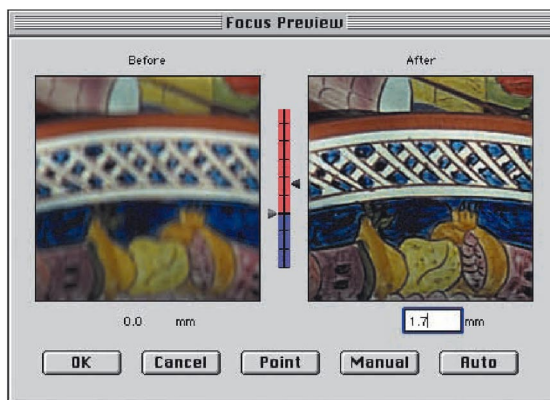 Focus Preview
Before After
0.0 mm 1.7 mm
OK Cancel Point Manual Auto